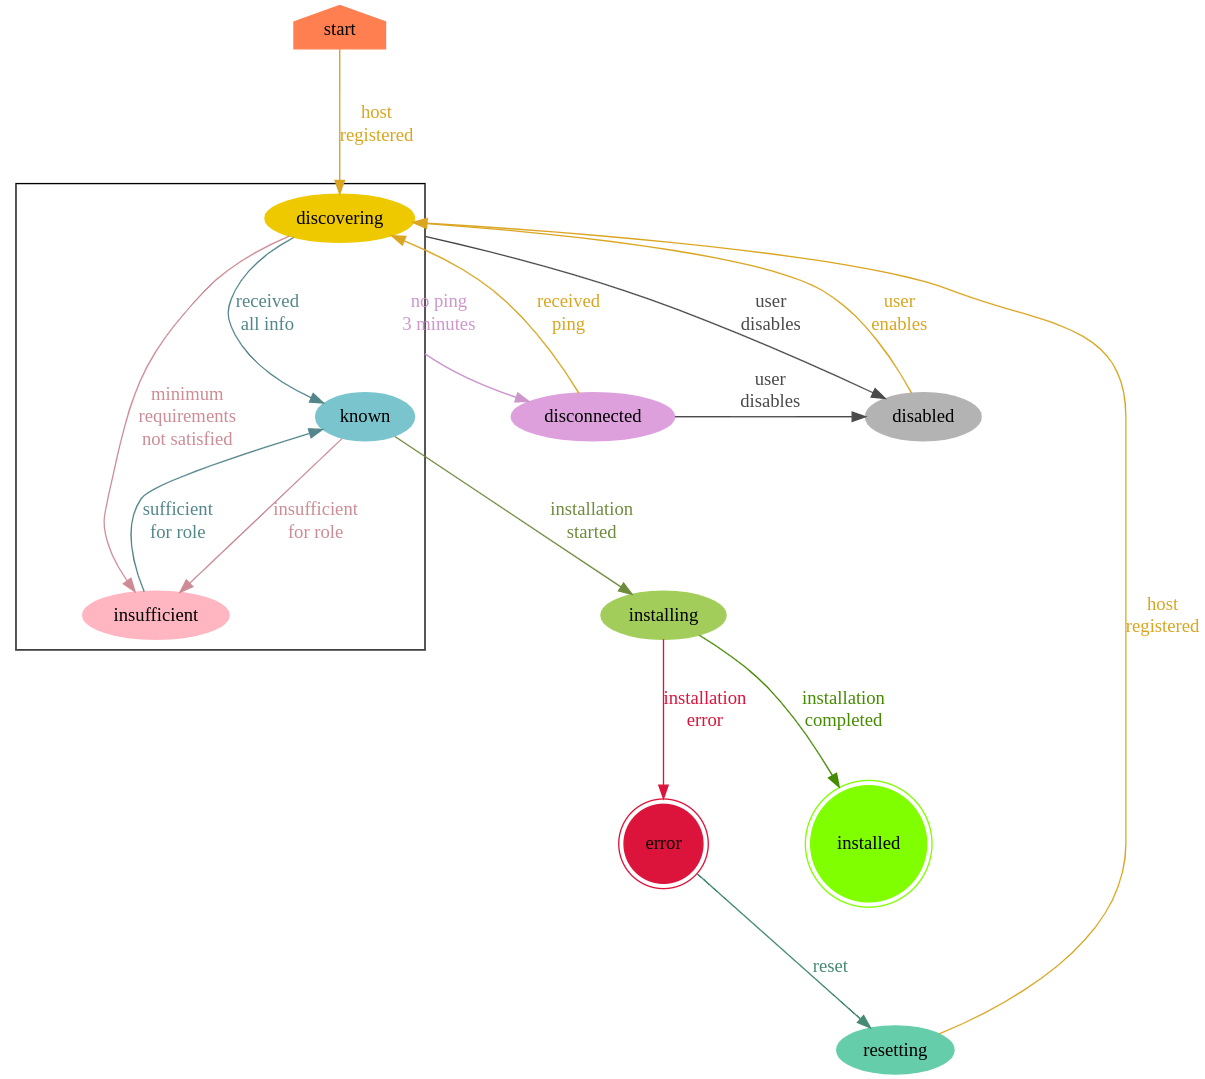 start
host
registered
discovering
received
all info
no ping
3 minutes
received
ping
user
disables
user
enables
minimum
requirements
not satisfied
known
disconnected
user
disables
disabled
sufficient
for role
insufficient
for role
installation
started
insufficient
installing
host
registered
installation
error
installation
completed
error
installed
reset
resetting